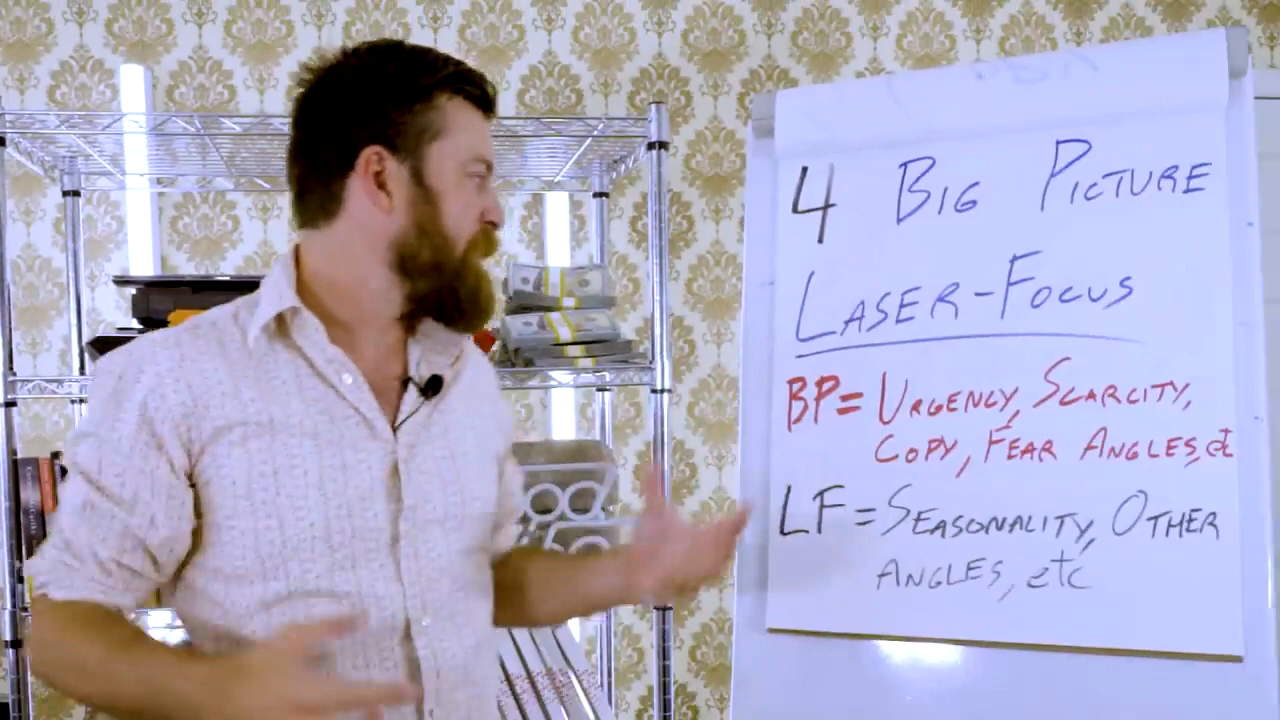 4 BIG PICTURE
LASER-FOCUS
BP= URGENCY, SCARCITY,
COPY, FEAR ANGLES, etc
LF= SEASONALITY, OTHER
ANGLES, etc